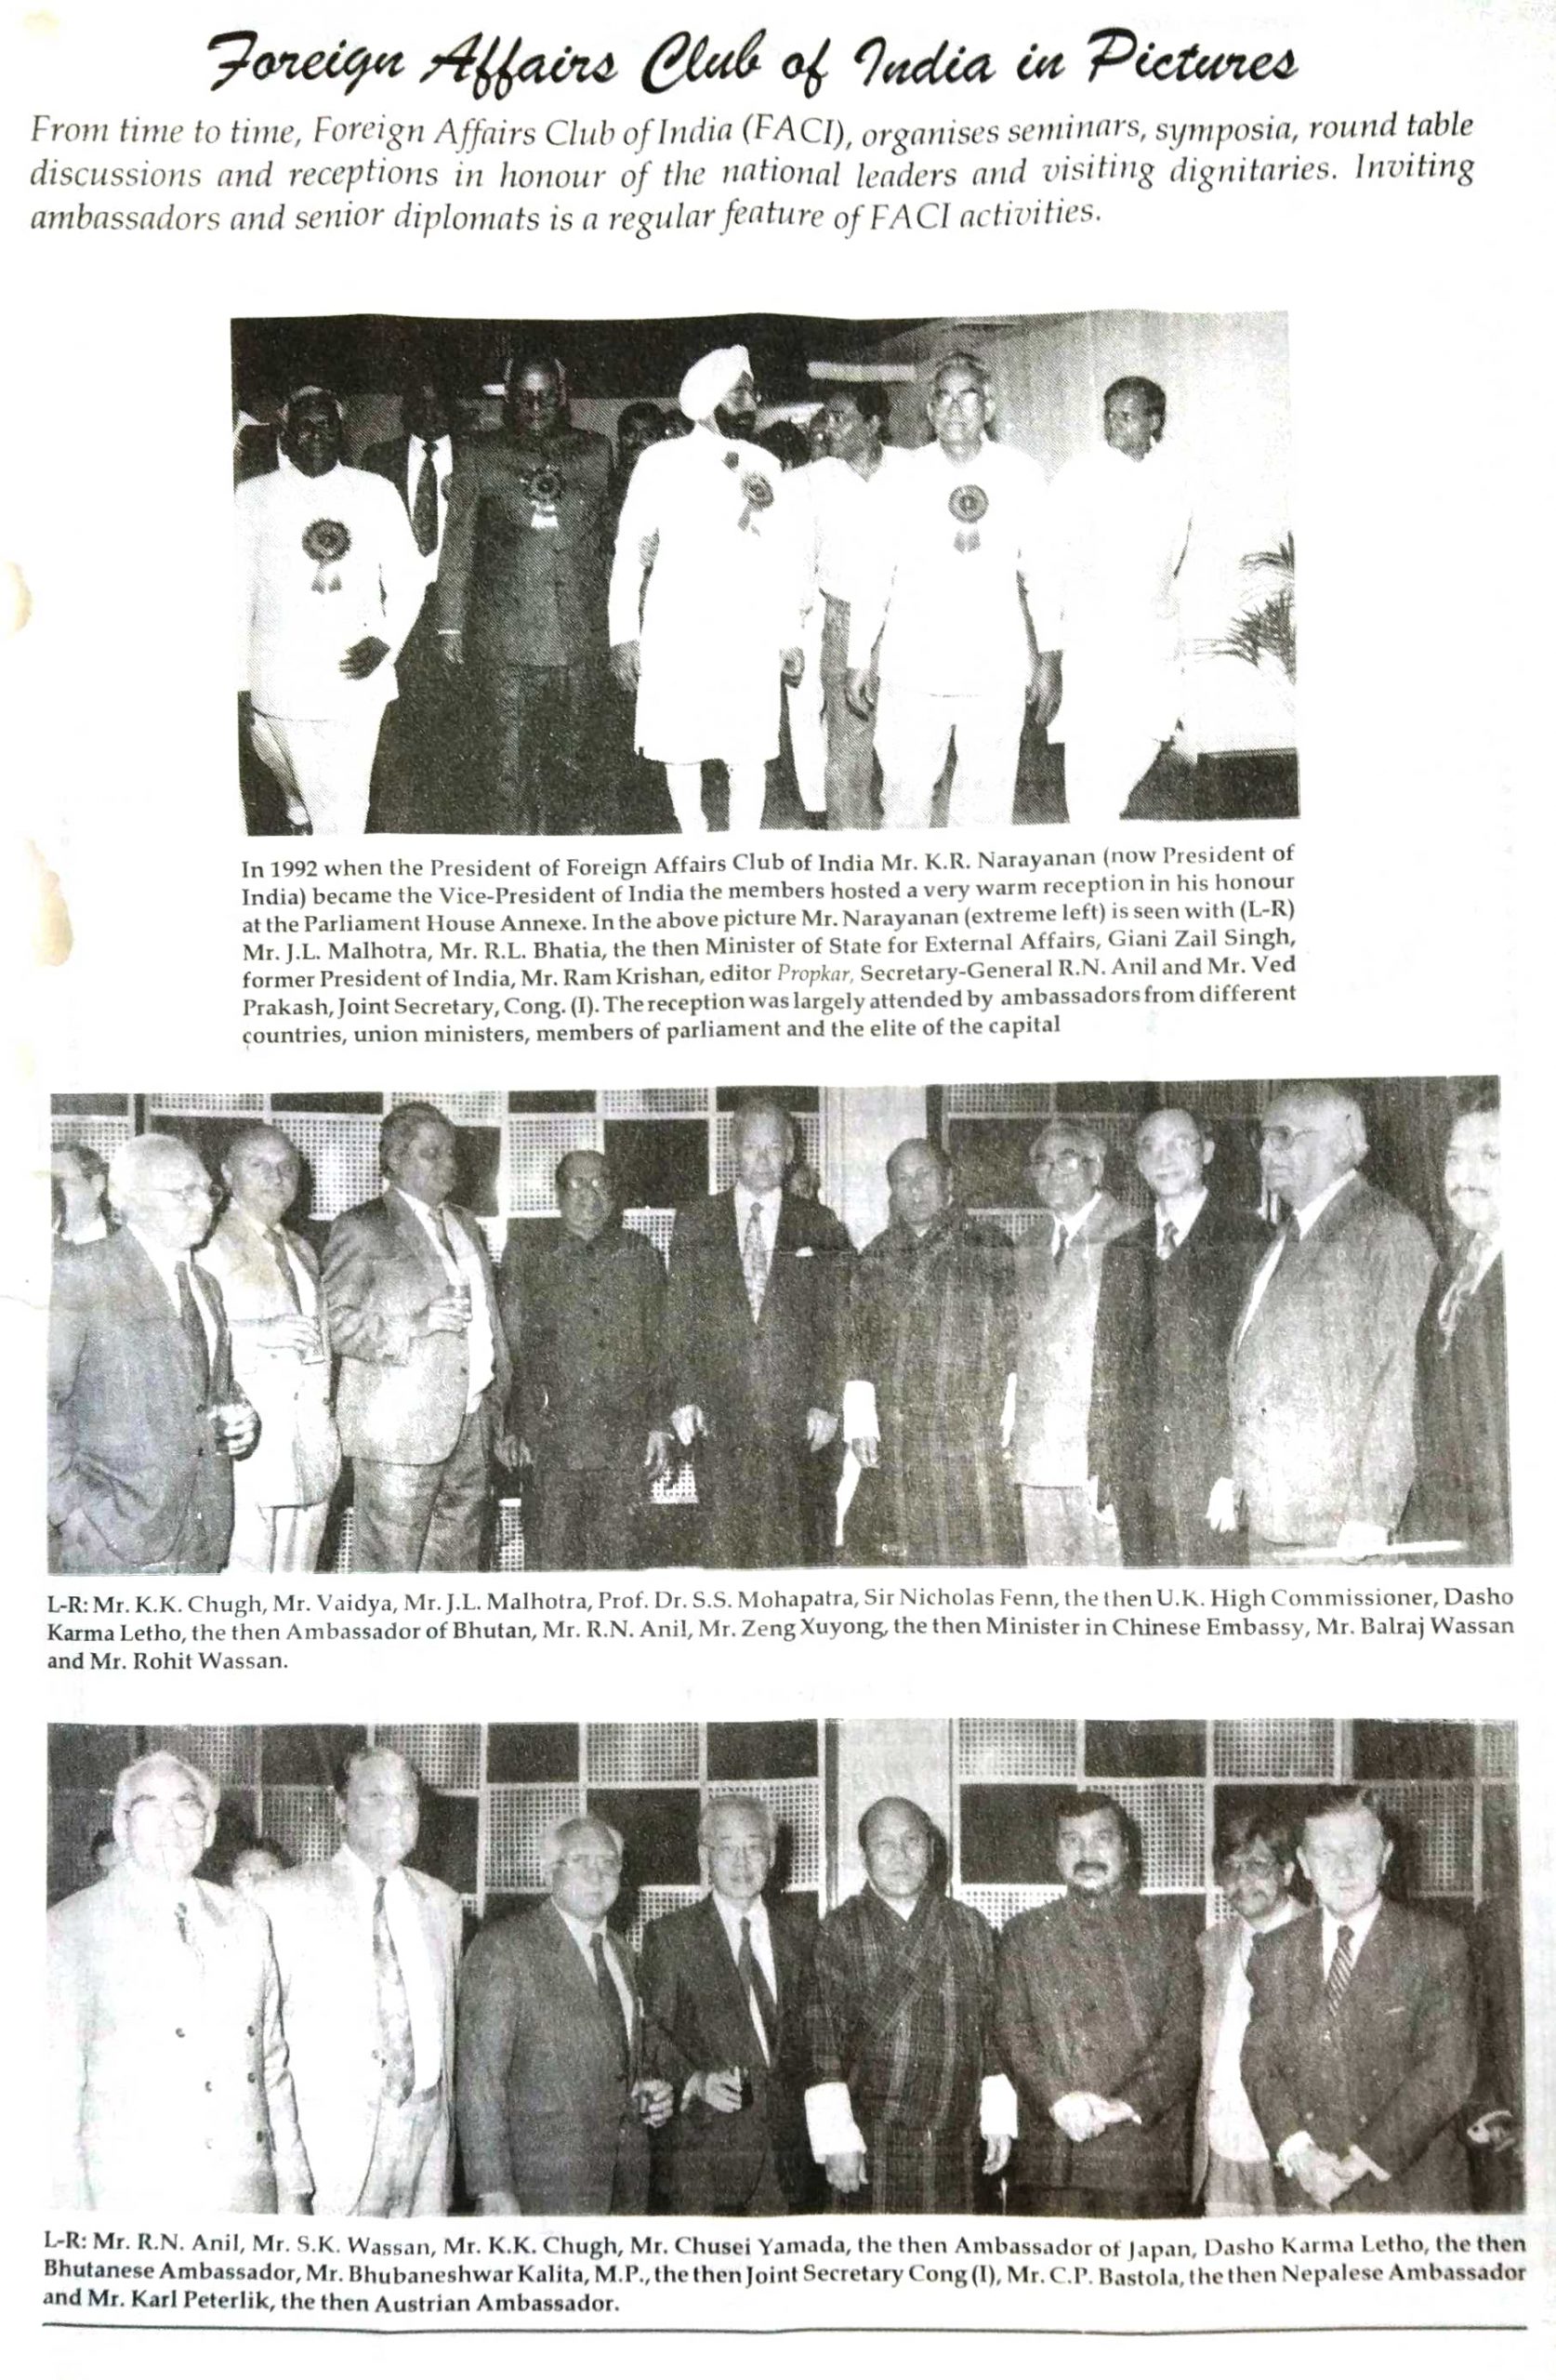 Foreign Affairs Club of India in Pictures
From time to time, Foreign Affairs Club of India (FACI), organises seminars, symposia, round table
discussions and receptions in honour of the national leaders and visiting dignitaries. Inviting
ambassadors and senior diplomats is a regular feature of FACI activities.
In 1992 when the President of Foreign Affairs Club of India Mr. K.R. Narayanan (now President of
India) became the Vice-President of India the members hosted a very warm reception in his honour
at the Parliament House Annexe. In the above picture Mr. Narayanan (extreme left) is seen with (L-R)
Mr. J.L. Malhotra, Mr. R.L. Bhatia, the then Minister of State for External Affairs, Giani Zail Singh,
former President of India, Mr. Ram Krishan, editor Propkar, Secretary-General R.N. Anil and Mr. Ved
Prakash, Joint Secretary, Cong. (I). The reception was largely attended by ambassadors from different
countries, union ministers, members of parliament and the elite of the capital
L-R: Mr. K.K. Chugh, Mr. Vaidya, Mr. J.L. Malhotra, Prof. Dr. S.S. Mohapatra, Sir Nicholas Fenn, the then U.K. High Commissioner, Dasho
Karma Letho, the then Ambassador of Bhutan, Mr. R.N. Anil, Mr. Zeng Xuyong, the then Minister in Chinese Embassy, Mr. Balraj Wassan
and Mr. Rohit Wassan.
L-R: Mr. R.N. Anil, Mr. S.K. Wassan, Mr. K.K. Chugh, Mr. Chusei Yamada, the then Ambassador of Japan, Dasho Karma Letho, the then
Bhutanese Ambassador, Mr. Bhubaneshwar Kalita, M.P., the then Joint Secretary Cong (I), Mr. C.P. Bastola, the then Nepalese Ambassador
and Mr. Karl Peterlik, the then Austrian Ambassador.